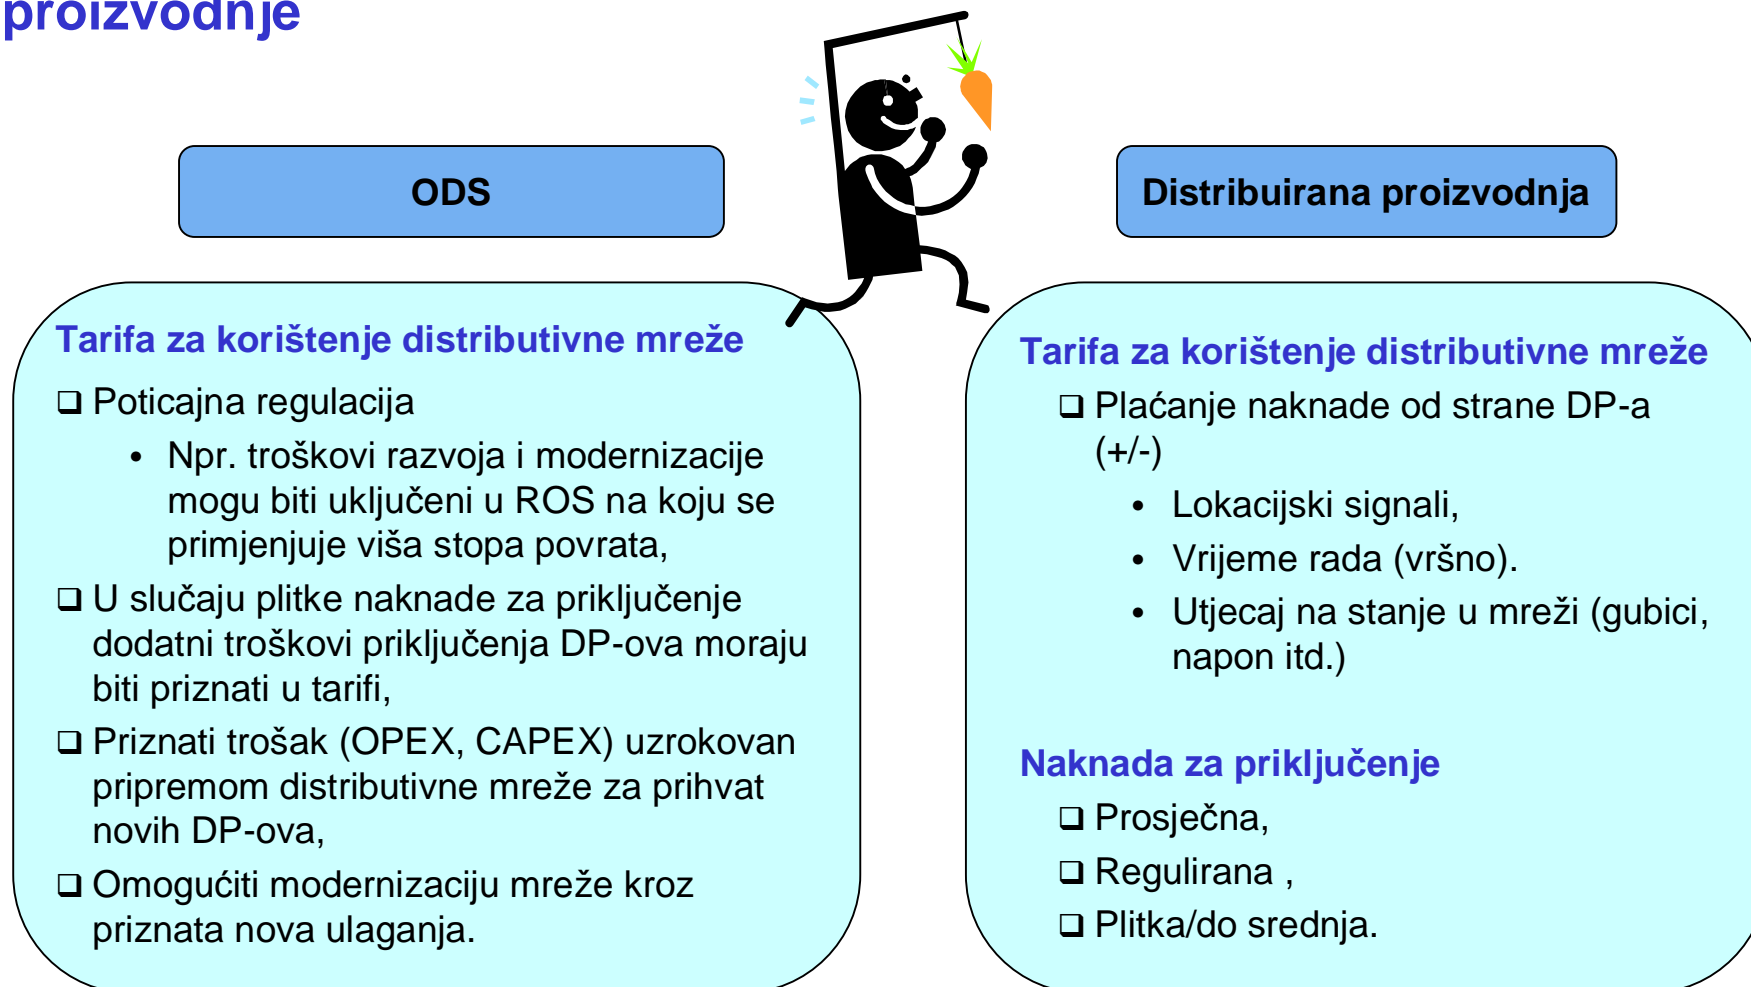 proizvodnje
ODS
Distribuirana proizvodnja
Tarifa za korištenje distributivne mreže
❑ Poticajna regulacija
• Npr. troškovi razvoja i modernizacije
mogu biti uključeni u ROS na koju se
primjenjuje viša stopa povrata,
❑ U slučaju plitke naknade za priključenje
dodatni troškovi priključenja DP-ova moraju
biti priznati u tarifi,
❑ Priznati trošak (OPEX, CAPEX) uzrokovan
pripremom distributivne mreže za prihvat
novih DP-ova,
❑ Omogućiti modernizaciju mreže kroz
priznata nova ulaganja.
Tarifa za korištenje distributivne mreže
❑ Plaćanje naknade od strane DP-a
(+/-)
• Lokacijski signali,
• Vrijeme rada (vršno).
• Utjecaj na stanje u mreži (gubici,
napon itd.)
Naknada za priključenje
❑ Prosječna,
❑ Regulirana ,
❑ Plitka/do srednja.